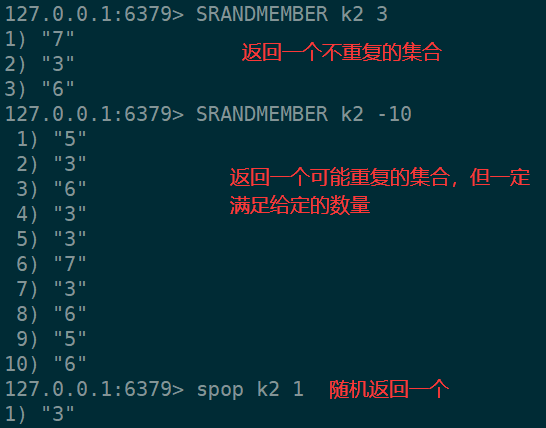 127.0.0.1:6379> SRANDMEMBER k2 3
1) "7"
返回一个不重复的集合
2) "3"
3) "6"
127.0.0.1:6379> SRANDMEMBER k2 -10
1) "5"
2) "3"
3) "6"
返回一个可能重复的集合，但一定
满足给定的数量
4) "3"
5) "3"
6) "7"
7) "3"
8) "6"
9) "5"
10) "6"
127.0.0.1:6379> spop k2 1 随机返回一个
1) "3"